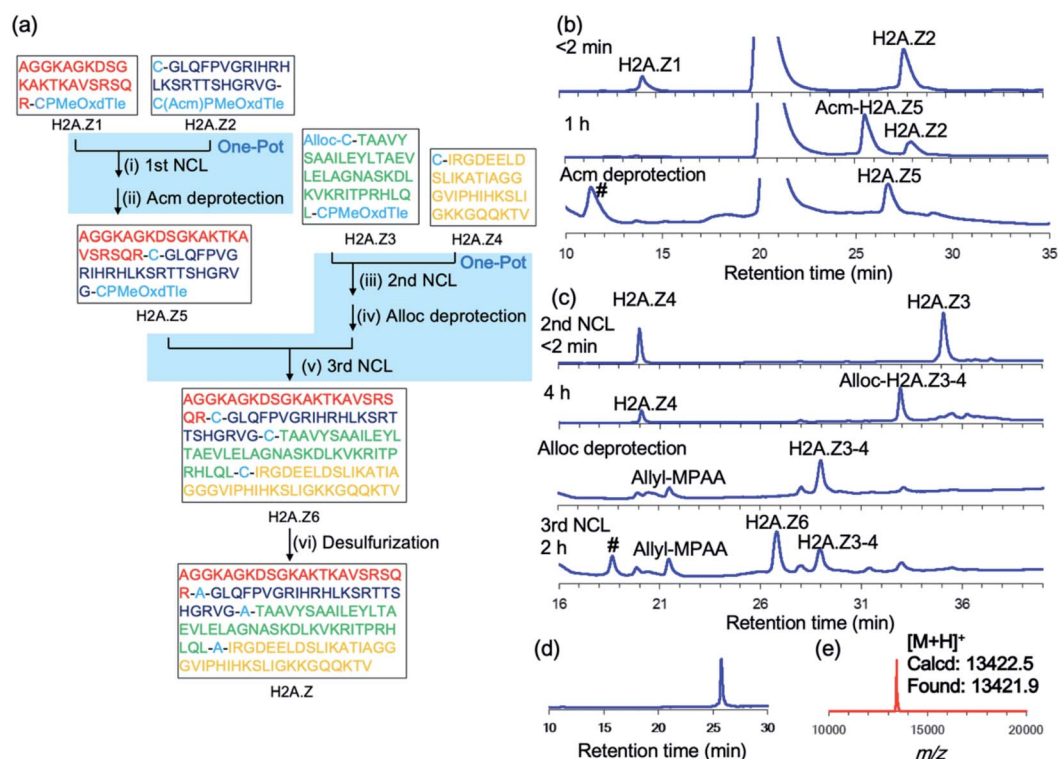 (a)
AGGKAGKDSG
KAKTKAVSRSQ
R-CPMeOxdTle
H2A.Z1
C-GLQFPVGRIHRH
LKSRTTSHGRVG-
C(Acm)PMeOxdTle
H2A.Z2
One-Pot
(i) 1st NCL
(ii) Acm deprotection
Alloc-C-TAAVY
SAAILEYLTAEV
LELAGNASKDL
KVKRITPRHLQ
L-CPMeOxdTle
H2A.Z3
C-IRGDEELD
SLIKATIAGG
GVIPHIHKSLI
GKKGQQKTV
H2A.Z4
One-Pot
AGGKAGKDSGKAKTKA
VSRSQR-C-GLQFPVG
RIHRHLKSRTTSHGRV
G-CPMeOxdTle
H2A.Z5
(iii) 2nd NCL
(iv) Alloc deprotection
(v) 3rd NCL
AGGKAGKDSGKAKTKAVSRS
QR-C-GLQFPVGRIHRHLKSRT
TSHGRVG-C-TAAVYSAAILEYL
TAEVLELAGNASKDLKVKRITP
RHLQL-C-IRGDEELDSLIKATIA
GGGVIPHIHKSLIGKKGQQKTV
H2A.Z6
(vi) Desulfurization
AGGKAGKDSGKAKTKAVSRSQ
R-A-GLQFPVGRIHRHLKSRTTS
HGRVG-A-TAAVYSAAILEYLTA
EVLELAGNASKDLKVKRITPRH
LQL-A-IRGDEELDSLIKATIAGG
GVIPHIHKSLIGKKGQQKTV
H2A.Z
(b)
<2 min
H2A.Z1
H2A.Z2
1 h
Acm-H2A.Z5
H2A.Z2
Acm deprotection
#
H2A.Z5
10 15 20 25 30 35
Retention time (min)
(c)
2nd NCL
<2 min
H2A.Z4
H2A.Z3
4 h
H2A.Z4
Alloc-H2A.Z3-4
Alloc deprotection
Allyl-MPAA
H2A.Z3-4
3rd NCL
2 h
#
Allyl-MPAA
H2A.Z6
H2A.Z3-4
16 21 26 31 36
Retention time (min)
(d)
10 15 20 25 30
Retention time (min)
(e)
[M+H]+
Calcd: 13422.5
Found: 13421.9
10000 15000 20000
m/z